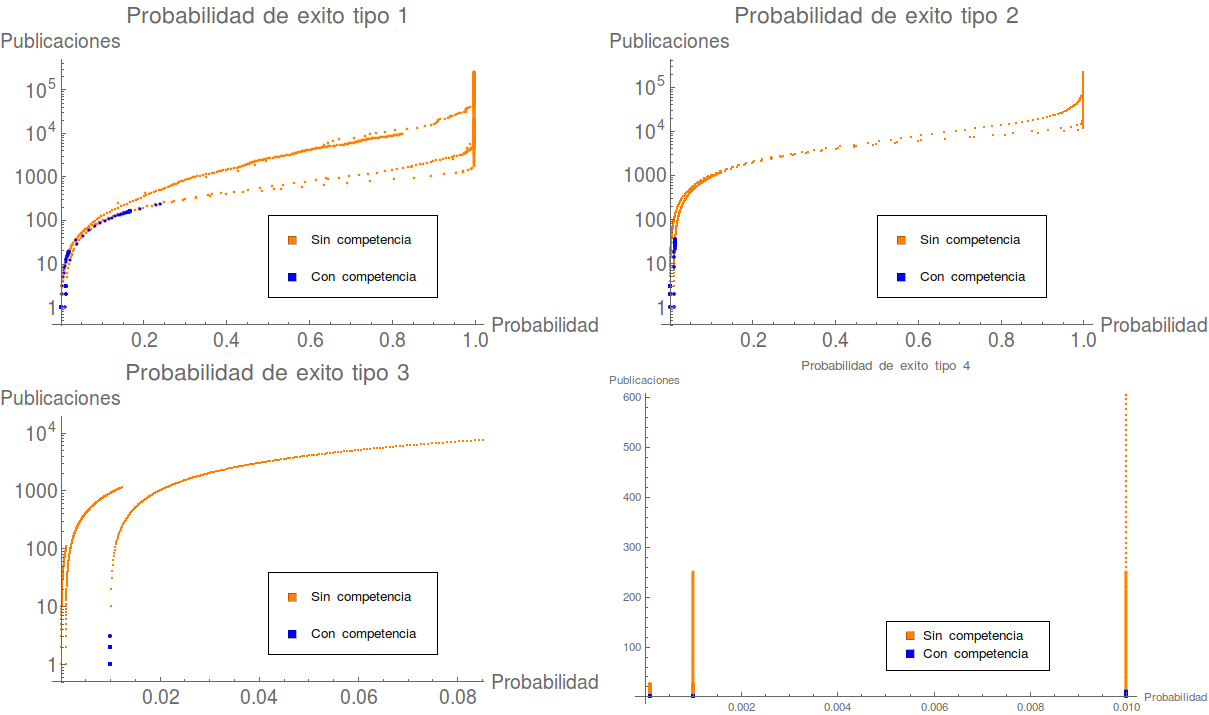 Probabilidad de exito tipo 1
Publicaciones
10^5
10^4
1000
100
10
1
Sin competencia
Con competencia
0.2 0.4 0.6 0.8 1.0
Probabilidad
Probabilidad de exito tipo 2
Publicaciones
10^5
10^4
1000
100
10
1
Sin competencia
Con competencia
0.2 0.4 0.6 0.8 1.0
Probabilidad
Probabilidad de exito tipo 3
Publicaciones
10^4
1000
100
10
1
Sin competencia
Con competencia
0.02 0.04 0.06 0.08
Probabilidad
Probabilidad de exito tipo 4
Publicaciones
600
500
400
300
200
100
Sin competencia
Con competencia
0.002 0.004 0.006 0.008 0.010
Probabilidad